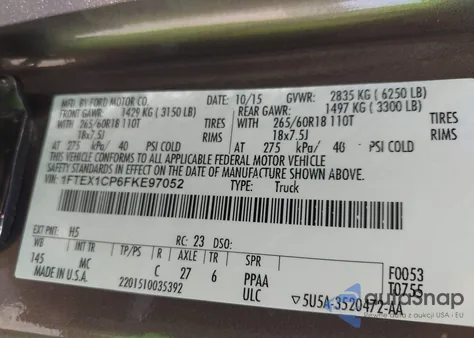 MFD. BY FORD MOTOR CO. DATE: 10/15 GVWR: 2835 KG ( 6250 LB)
FRONT GAWR: 1429 KG ( 3150 LB) REAR GAWR: 1497 KG ( 3300 LB)
WITH 265/60R18 110T TIRES WITH 265/60R18 110T TIRES
18x7.5J RIMS 18x7.5J RIMS
AT 275 kPa/ 40 PSI COLD AT 275 kPa/ 40 PSI COLD
THIS VEHICLE CONFORMS TO ALL APPLICABLE FEDERAL MOTOR VEHICLE
SAFETY STANDARDS IN EFFECT ON THE DATE OF MANUFACTURE SHOWN ABOVE.
VIN: 1FTEX1CP6FKE97052 TYPE: Truck
EXT PNT: H5 RC: 23 DSO:
WB INT TR TP/PS R AXLE TR SPR
145 MC C 27 6 PPAA F0053
MADE IN U.S.A. 2201510035392 ULC T0755
▽5U5A-3520472-AA
autoSnap
Pewne auto z USA i EU